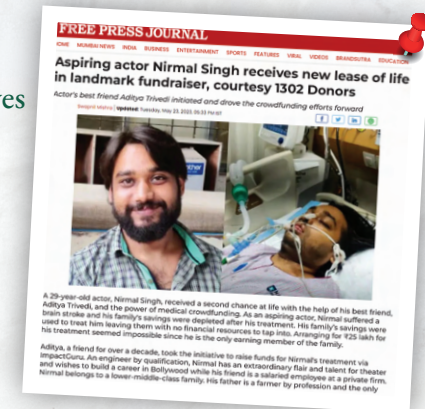 es
FREE PRESS JOURNAL
HOME MUMBAI NEWS INDIA BUSINESS ENTERTAINMENT SPORTS FEATURES VIRAL VIDEOS BRANDSUTRA EDUCATION
Aspiring actor Nirmal Singh receives new lease of life
in landmark fundraiser, courtesy 1302 Donors
Actor's best friend Aditya Trivedi initiated and drove the crowdfunding efforts forward
Updated: Tuesday, May 23, 2023,
A 29-year-old actor, Nirmal Singh, received a second chance at life with the help of his best friend,
Aditya Trivedi, and the power of medical crowdfunding. As an aspiring actor, Nirmal suffered a
brain stroke and his family's savings were depleted after his treatment. His family's savings were
used to treat him leaving them with no financial resources to tap into. Arranging for ₹25 lakh for
his treatment seemed impossible since he is the only earning member of the family.
Aditya, a friend for over a decade, took the initiative to raise funds for Nirmal's treatment via
ImpactGuru. An engineer by qualification, Nirmal has an extraordinary flair and talent for theater
and wishes to build a career in Bollywood while his friend is a salaried employee at a private firm.
Nirmal belongs to a lower-middle-class family. His father is a farmer by profession and the only